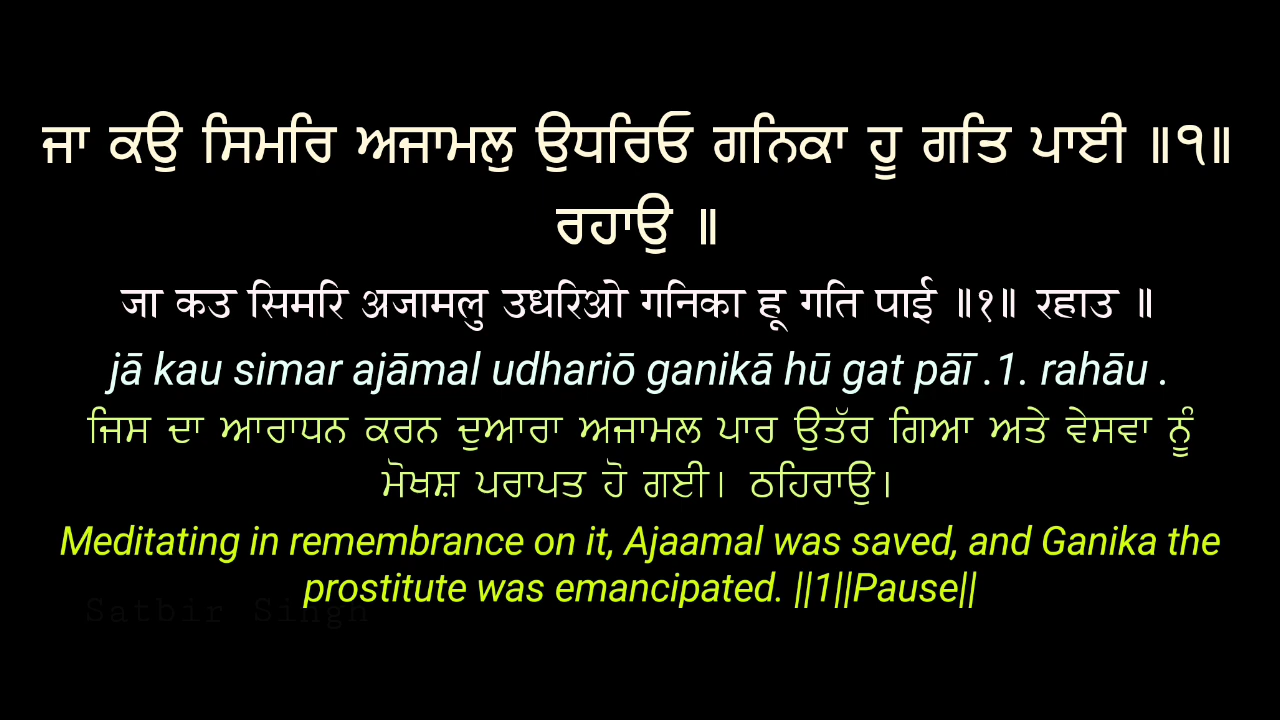 ਜਾ ਕਉ ਸਿਮਰਿ ਅਜਾਮਲੁ ਉਧਰਿਓ ਗਨਿਕਾ ਹੂ ਗਤਿ ਪਾਈ ॥੧॥
ਰਹਾਉ ॥
जा कउ सिमरि अजामलु उधरिओ गनिका हू गति पाई ॥१॥ रहाउ ॥
jā kau simar ajāmal udhariō ganikā hū gat pāī .1. rahāu .
ਜਿਸ ਦਾ ਆਰਾਧਨ ਕਰਨ ਦੁਆਰਾ ਅਜਾਮਲ ਪਾਰ ਉਤੱਰ ਗਿਆ ਅਤੇ ਵੇਸਵਾ ਨੂੰ
ਮੋਖਸ਼ ਪਰਾਪਤ ਹੋ ਗਈ। ਠਹਿਰਾਉ।
Meditating in remembrance on it, Ajaamal was saved, and Ganika the
prostitute was emancipated. ||1||Pause||
Satbir Singh